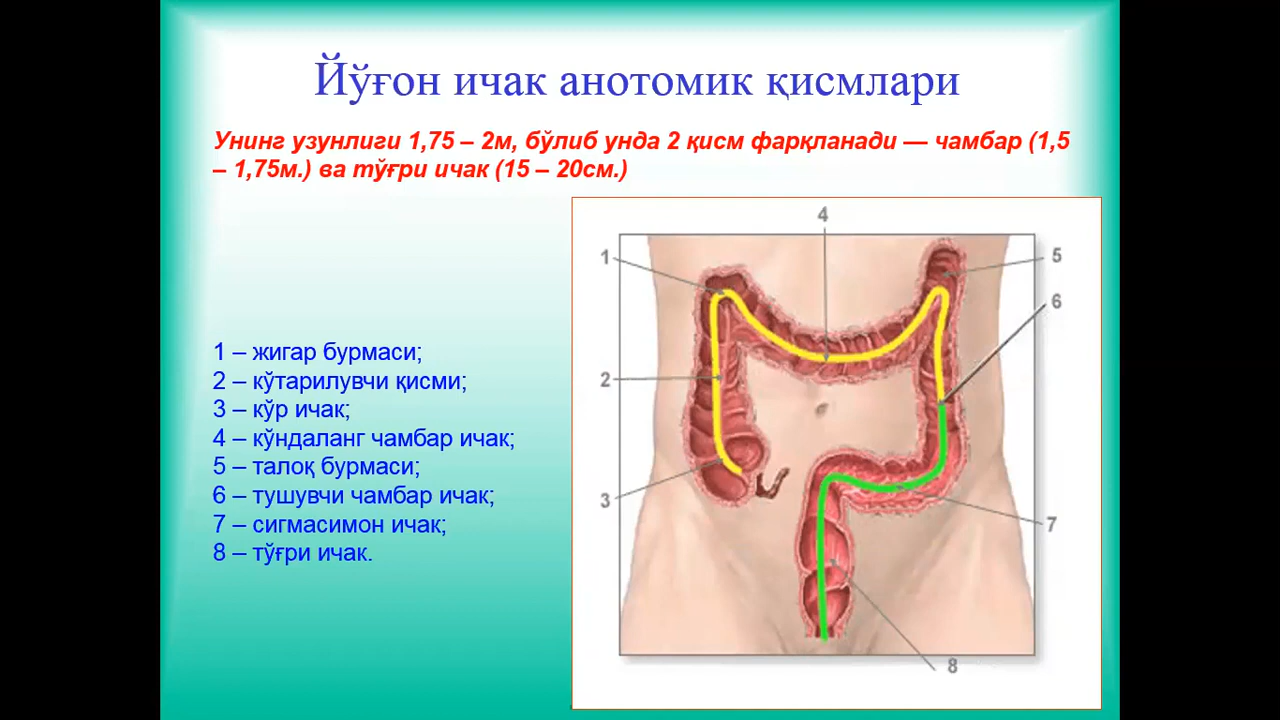 Йўғон ичак анотомик қисмлари
Унинг узунлиги 1,75 – 2м, бўлиб унда 2 қисм фарқланади — чамбар (1,5
– 1,75м.) ва тўғри ичак (15 – 20см.)
1 – жигар бурмаси;
2 – кўтарилувчи қисми;
3 – кўр ичак;
4 – кўндаланг чамбар ичак;
5 – талоқ бурмаси;
6 – тушувчи чамбар ичак;
7 – сигмасимон ичак;
8 – тўғри ичак.
4
1
5
6
2
3
7
8